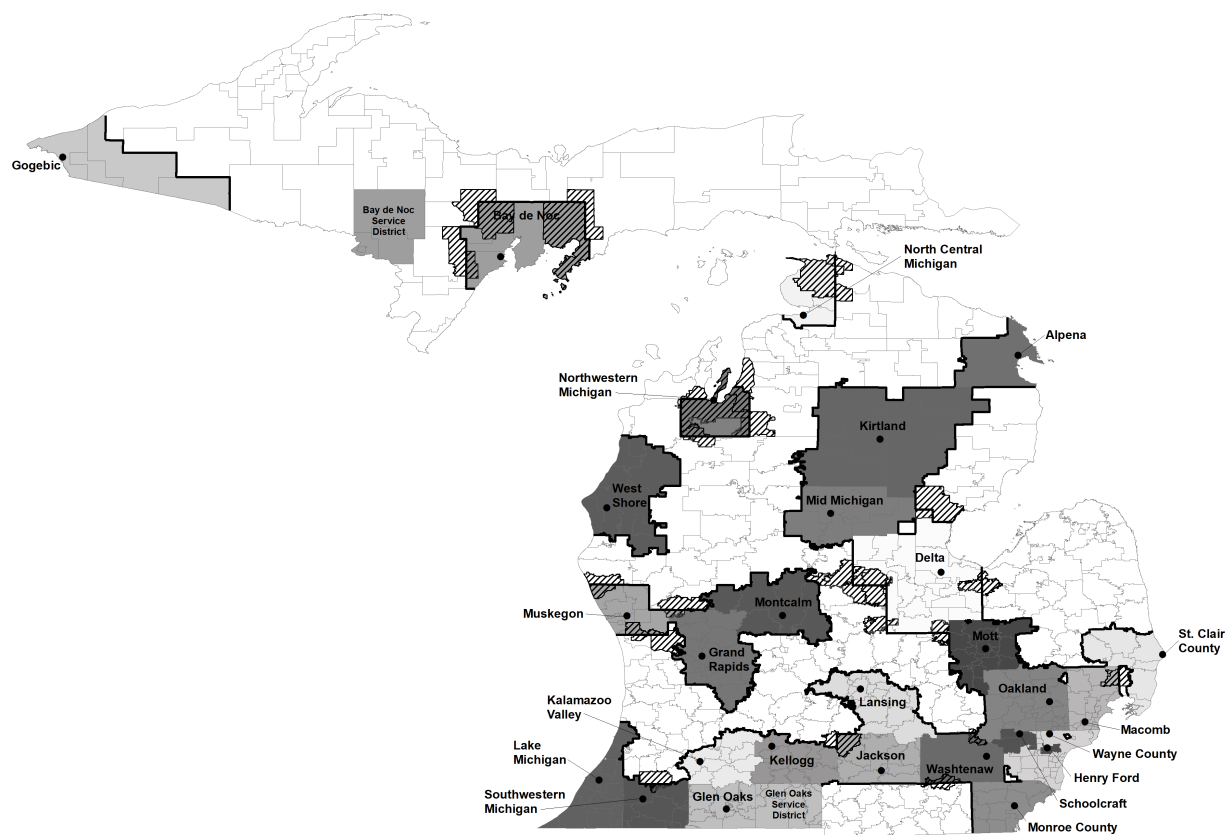 Gogebic
Bay de Noc
Service
District
Bay de Noc
North Central
Michigan
Alpena
Northwestern
Michigan
Kirtland
West
Shore
Mid Michigan
Delta
Muskegon
Montcalm
Mott
St. Clair
County
Grand
Rapids
Oakland
Kalamazoo
Valley
Lansing
Macomb
Lake
Michigan
Kellogg
Jackson
Washtenaw
Wayne County
Henry Ford
Southwestern
Michigan
Glen Oaks
Glen Oaks
Service
District
Schoolcraft
Monroe County